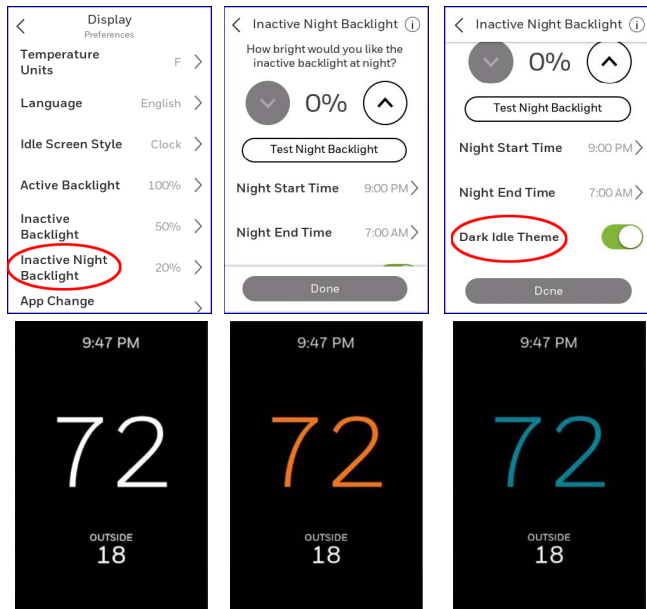 Display
Preferences
Temperature
Units
F
Language
English
Idle Screen Style
Clock
Active Backlight
100%
Inactive
Backlight
50%
Inactive Night
Backlight
20%
App Change
Inactive Night Backlight
i
How bright would you like the
inactive backlight at night?
0%
Test Night Backlight
Night Start Time
9:00 PM
Night End Time
7:00 AM
Done
Inactive Night Backlight
i
0%
Test Night Backlight
Night Start Time
9:00 PM
Night End Time
7:00 AM
Dark Idle Theme
Done
9:47 PM
72
OUTSIDE
18
9:47 PM
72
OUTSIDE
18
9:47 PM
72
OUTSIDE
18